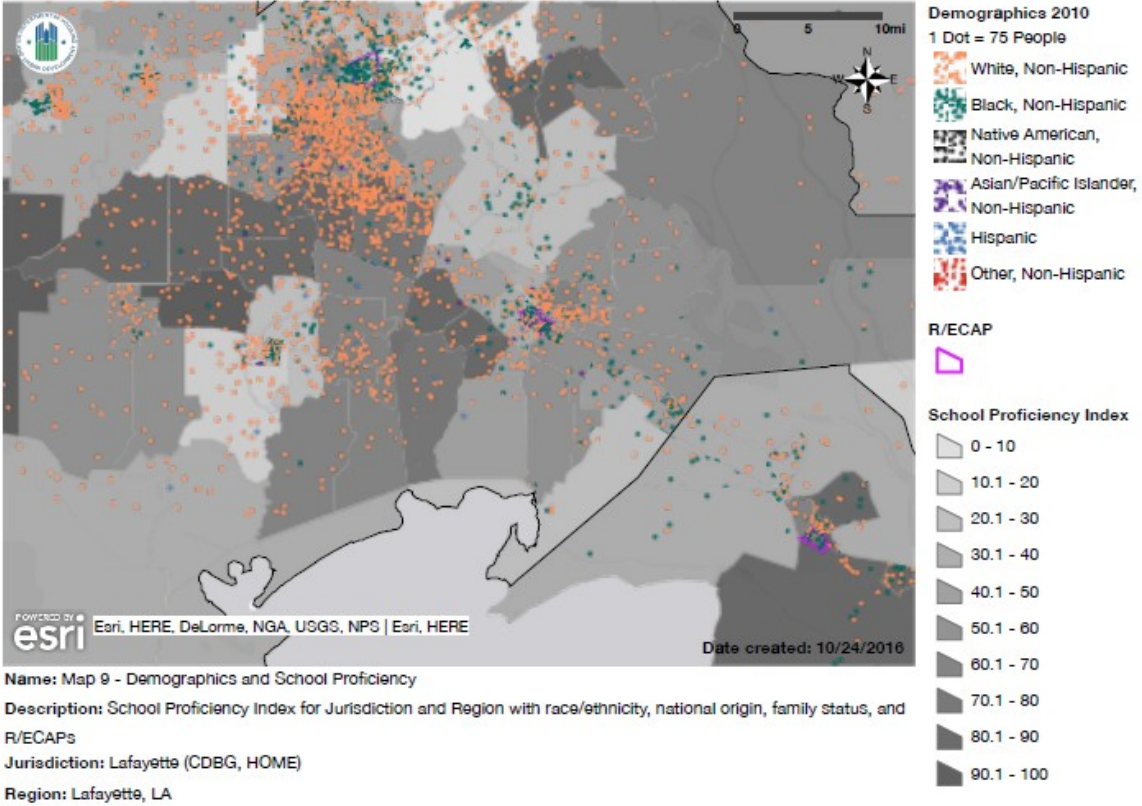 0 5 10mi
N
W E
S
POWERED BY
esri
Esri, HERE, DeLorme, NGA, USGS, NPS | Esri, HERE
Date created: 10/24/2016
Name: Map 9 - Demographics and School Proficiency
Description: School Proficiency Index for Jurisdiction and Region with race/ethnicity, national origin, family status, and
R/ECAPs
Jurisdiction: Lafayette (CDBG, HOME)
Region: Lafayette, LA
Demographics 2010
1 Dot = 75 People
White, Non-Hispanic
Black, Non-Hispanic
Native American,
Non-Hispanic
Asian/Pacific Islander,
Non-Hispanic
Hispanic
Other, Non-Hispanic
R/ECAP
School Proficiency Index
0 - 10
10.1 - 20
20.1 - 30
30.1 - 40
40.1 - 50
50.1 - 60
60.1 - 70
70.1 - 80
80.1 - 90
90.1 - 100